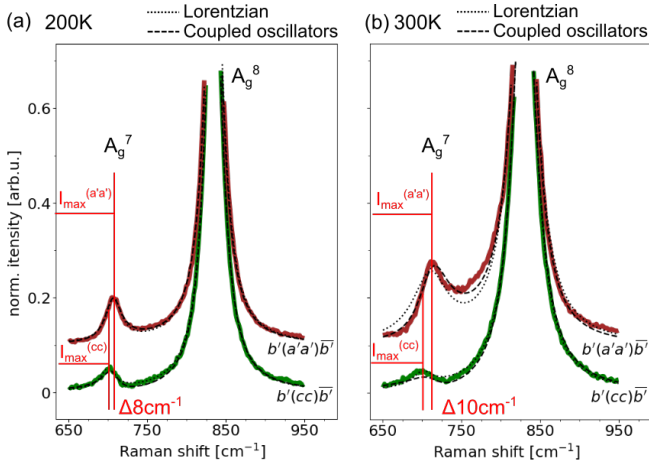 (a) 200K
Lorentzian
Coupled oscillators
A_g^8
A_g^7
I_max^(a'a')
I_max^(cc)
b'(a'a')b̅'̅
b'(cc)b̅'̅
Δ8cm⁻¹
norm. itensity [arb.u.]
0.6
0.4
0.2
0
650
750
850
950
Raman shift [cm⁻¹]
(b) 300K
Lorentzian
Coupled oscillators
A_g^8
A_g^7
I_max^(a'a')
I_max^(cc)
b'(a'a')b̅'̅
b'(cc)b̅'̅
Δ10cm⁻¹
650
750
850
950
Raman shift [cm⁻¹]